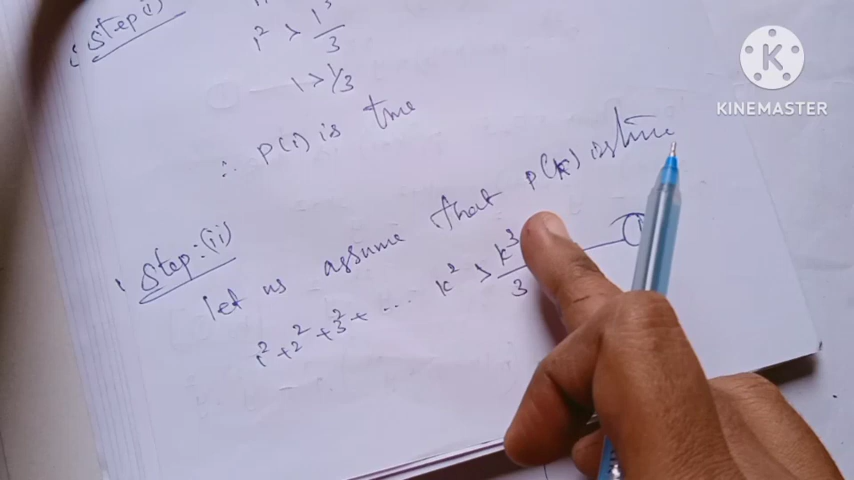 Step (i)
1² > 1³/3
1 > 1/3
∴ P(1) is true
Step:(ii)
let us assume that P(k) is true
1²+2²+3²+ ... k² > k³/3
KINEMASTER